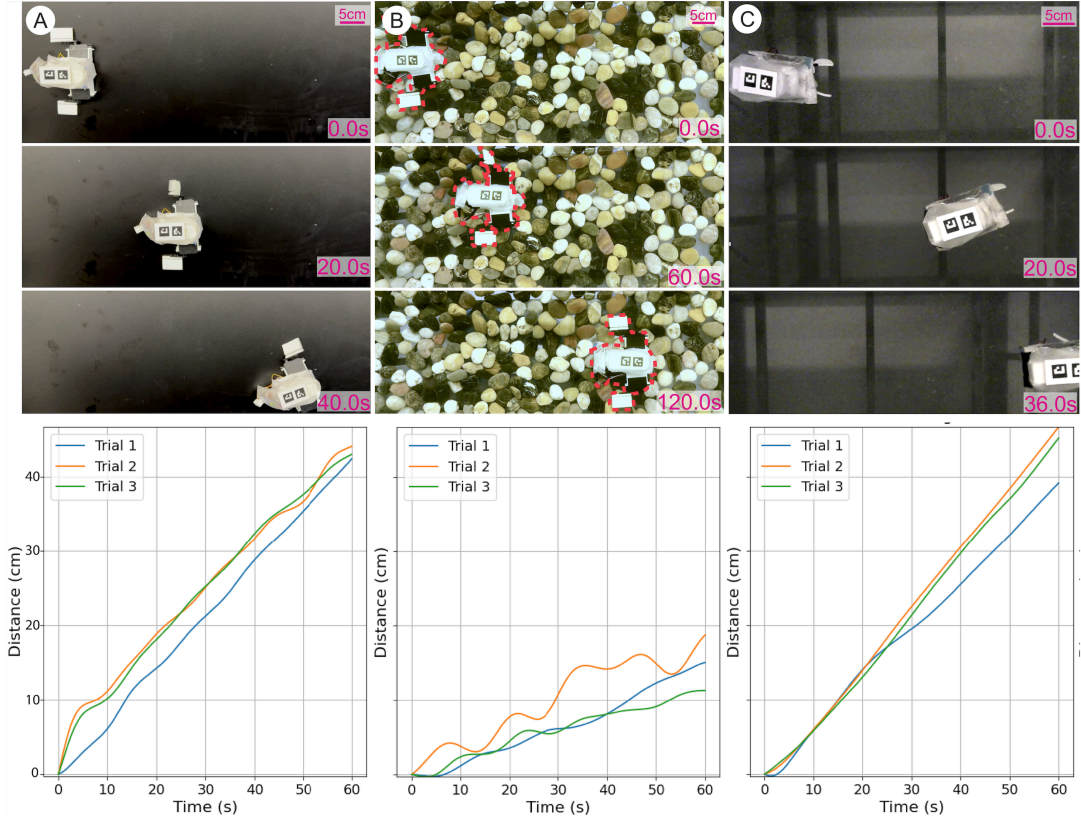 A
5cm
0.0s
20.0s
40.0s
B
5cm
0.0s
60.0s
120.0s
C
5cm
0.0s
20.0s
36.0s
Trial 1
Trial 2
Trial 3
Distance (cm)
40
30
20
10
0
0 10 20 30 40 50 60
Time (s)
Trial 1
Trial 2
Trial 3
Distance (cm)
0 10 20 30 40 50 60
Time (s)
Trial 1
Trial 2
Trial 3
Distance (cm)
0 10 20 30 40 50 60
Time (s)